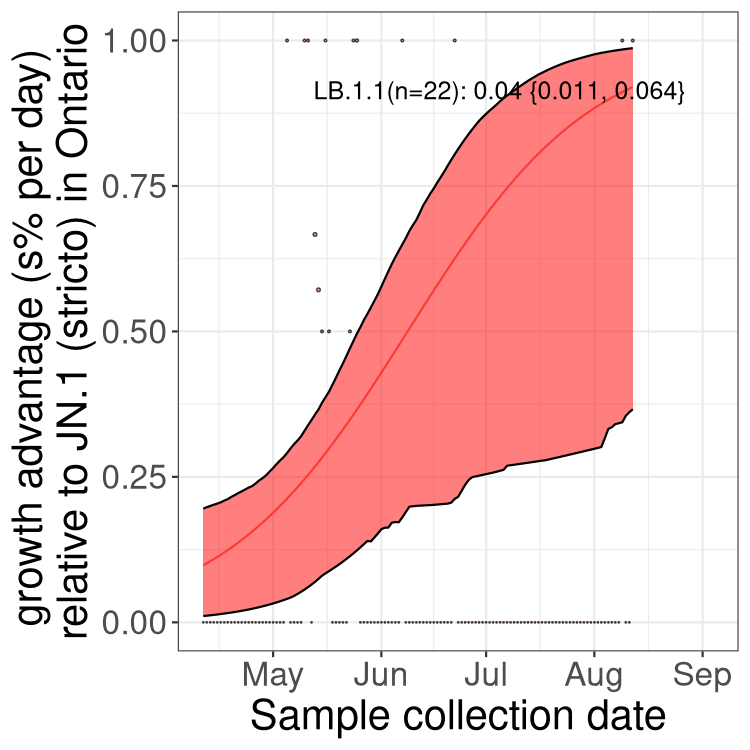 growth advantage (s% per day)
relative to JN.1 (stricto) in Ontario
1.00
0.75
0.50
0.25
0.00
LB.1.1(n=22): 0.04 {0.011, 0.064}
May Jun Jul Aug Sep
Sample collection date